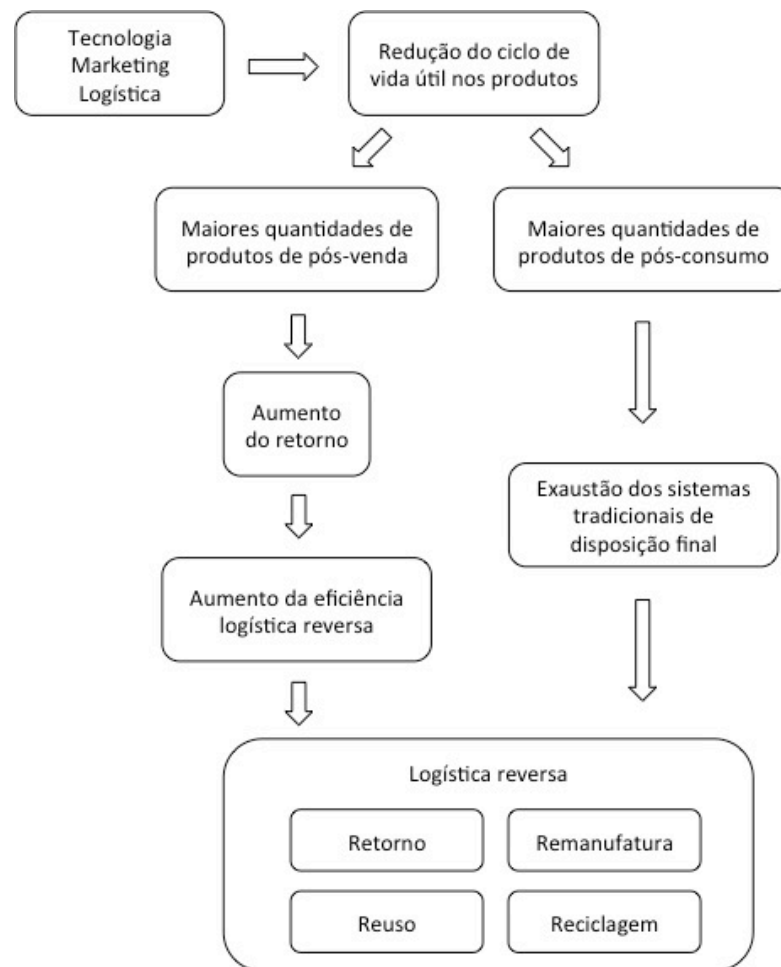 Tecnologia
Marketing
Logística
Redução do ciclo de
vida útil nos produtos
Maiores quantidades de
produtos de pós-venda
Maiores quantidades de
produtos de pós-consumo
Aumento
do retorno
Exaustão dos sistemas
tradicionais de
disposição final
Aumento da eficiência
logística reversa
Logística reversa
Retorno
Remanufatura
Reuso
Reciclagem